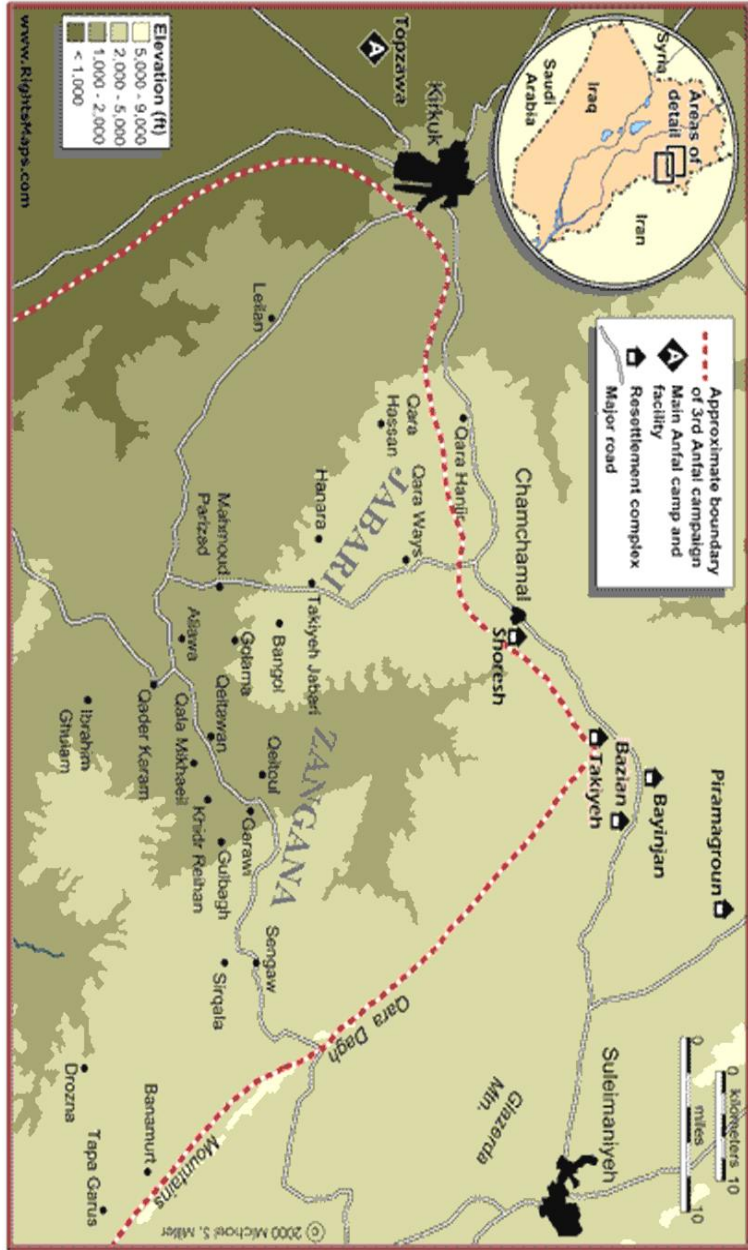 Syria
Areas of
detail
Iraq
Iran
Saudi
Arabia
Approximate boundary
of 3rd Anfal campaign
A
Main Anfal camp and
facility
Resettlement complex
Major road
0 kilometers 10
0 miles 10
Piramagroun
Bayinjan
Bazian
Takiyeh
Suleimaniyeh
Glazerda
Mtn.
Chamchamal
Shoresh
Topzawa
A
Kirkuk
Qara Hanjir
Qara
Hassan
Qara Ways
JABARI
Hanara
Takiyeh Jabari
Leilan
Mahmoud
Parizad
Bangol
Golama
Aliawa
ZANGANA
Qeitoul
Qeitawan
Qala Mikhaeil
Qader Karam
Garawi
Gulbagh
Khidr Reihan
Ibrahim
Ghulam
Sengaw
Sirqala
Qara Dagh
Mountains
Drozna
Banamurt
Tapa Garus
Elevation (ft)
5,000 - 9,000
2,000 - 5,000
1,000 - 2,000
< 1,000
www.RightsMaps.com
© 2000 Michael S. Miller